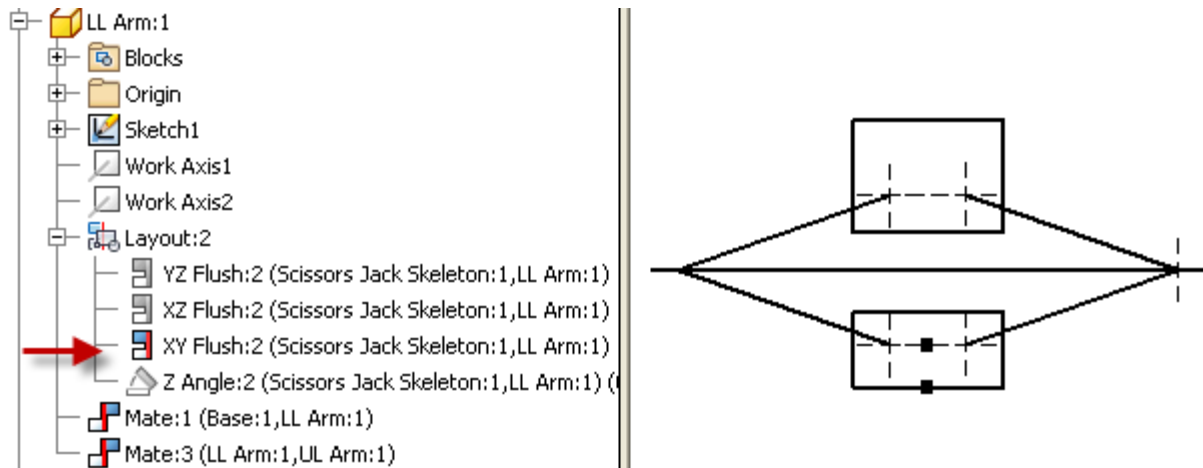 LL Arm:1
Blocks
Origin
Sketch1
Work Axis1
Work Axis2
Layout:2
YZ Flush:2 (Scissors Jack Skeleton:1,LL Arm:1)
XZ Flush:2 (Scissors Jack Skeleton:1,LL Arm:1)
XY Flush:2 (Scissors Jack Skeleton:1,LL Arm:1)
Z Angle:2 (Scissors Jack Skeleton:1,LL Arm:1) (
Mate:1 (Base:1,LL Arm:1)
Mate:3 (LL Arm:1,UL Arm:1)